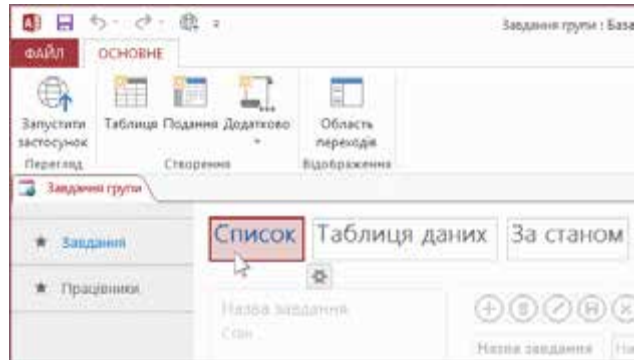 Завдання групи : База
ФАЙЛ ОСНОВНЕ
Запустити Таблиця Подання Додатково Область
застосунок переходів
Перегляд Створення Відображення
Завдання групи
Список Таблиця даних За станом
Завдання
Працівники
Назва завдання
Стан
Назва завдання На